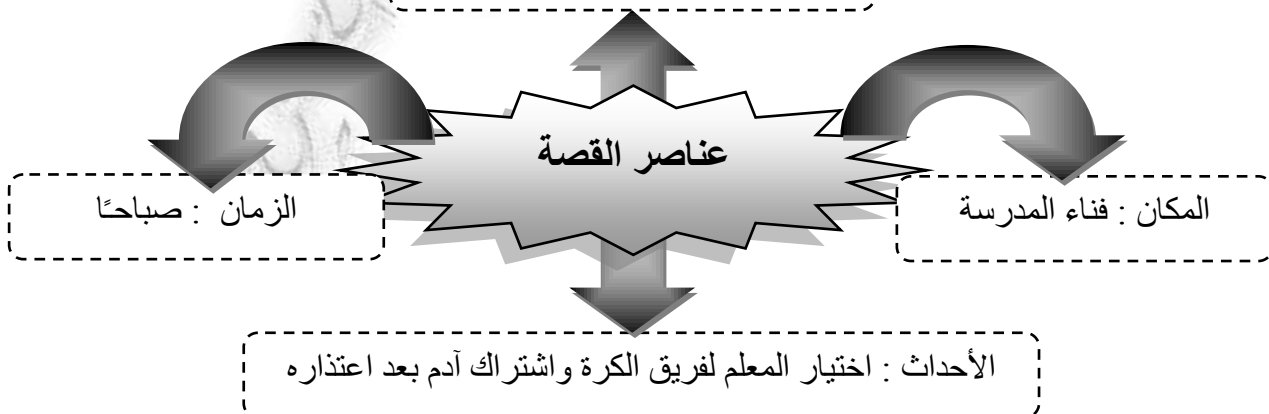 عناصر القصة
المكان : فناء المدرسة
الزمان : صباحًا
الأحداث : اختيار المعلم لفريق الكرة واشتراك آدم بعد اعتذاره